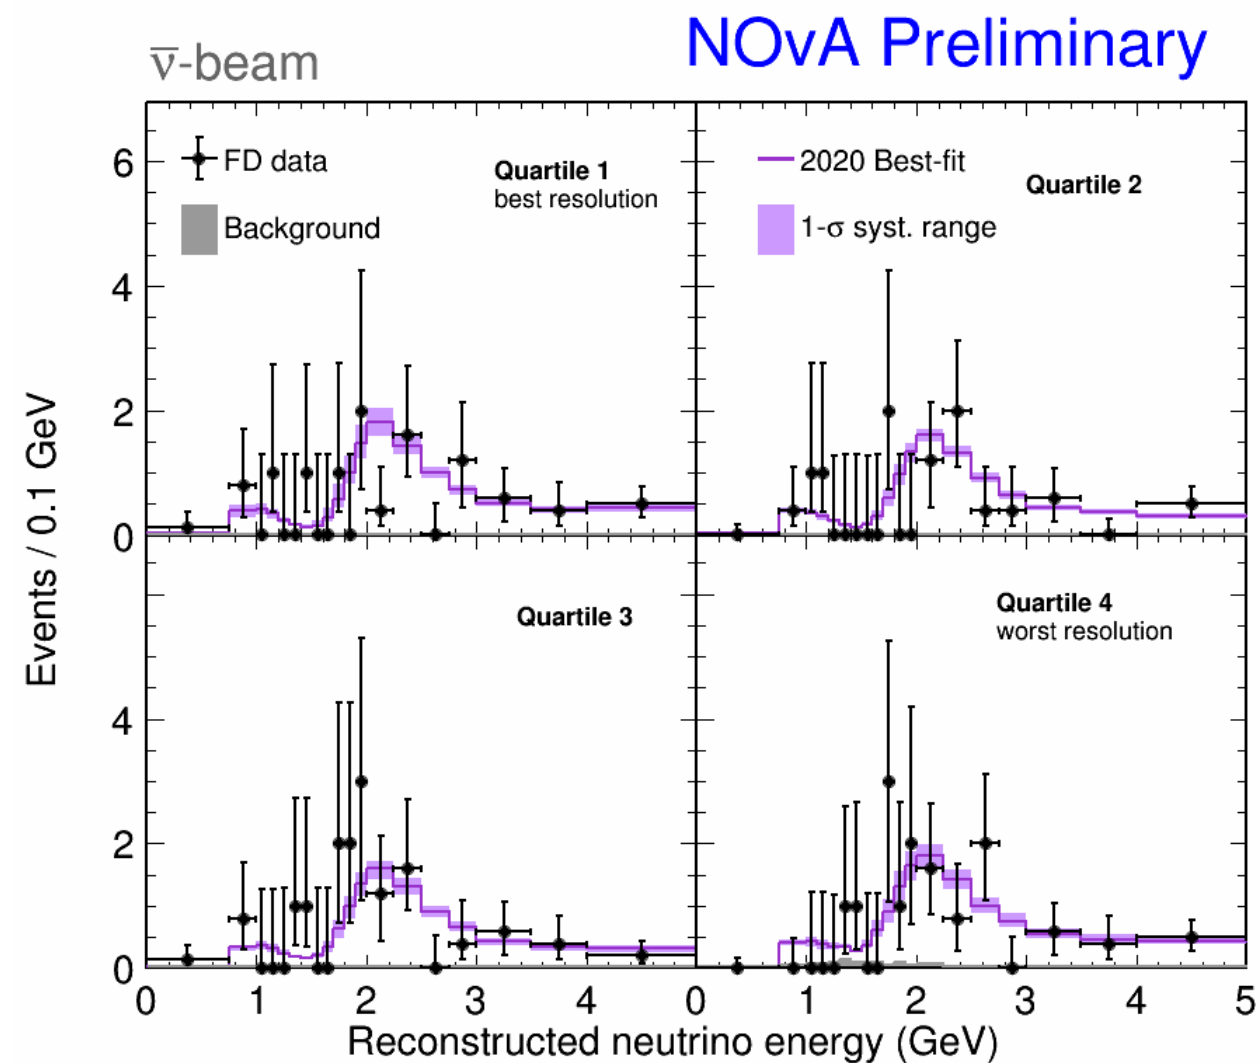 ν̅-beam
NOvA Preliminary
FD data
Background
Quartile 1
best resolution
2020 Best-fit
1-σ syst. range
Quartile 2
6
4
2
0
Events / 0.1 GeV
Quartile 3
Quartile 4
worst resolution
4
2
0
0 1 2 3 4 0 1 2 3 4 5
Reconstructed neutrino energy (GeV)